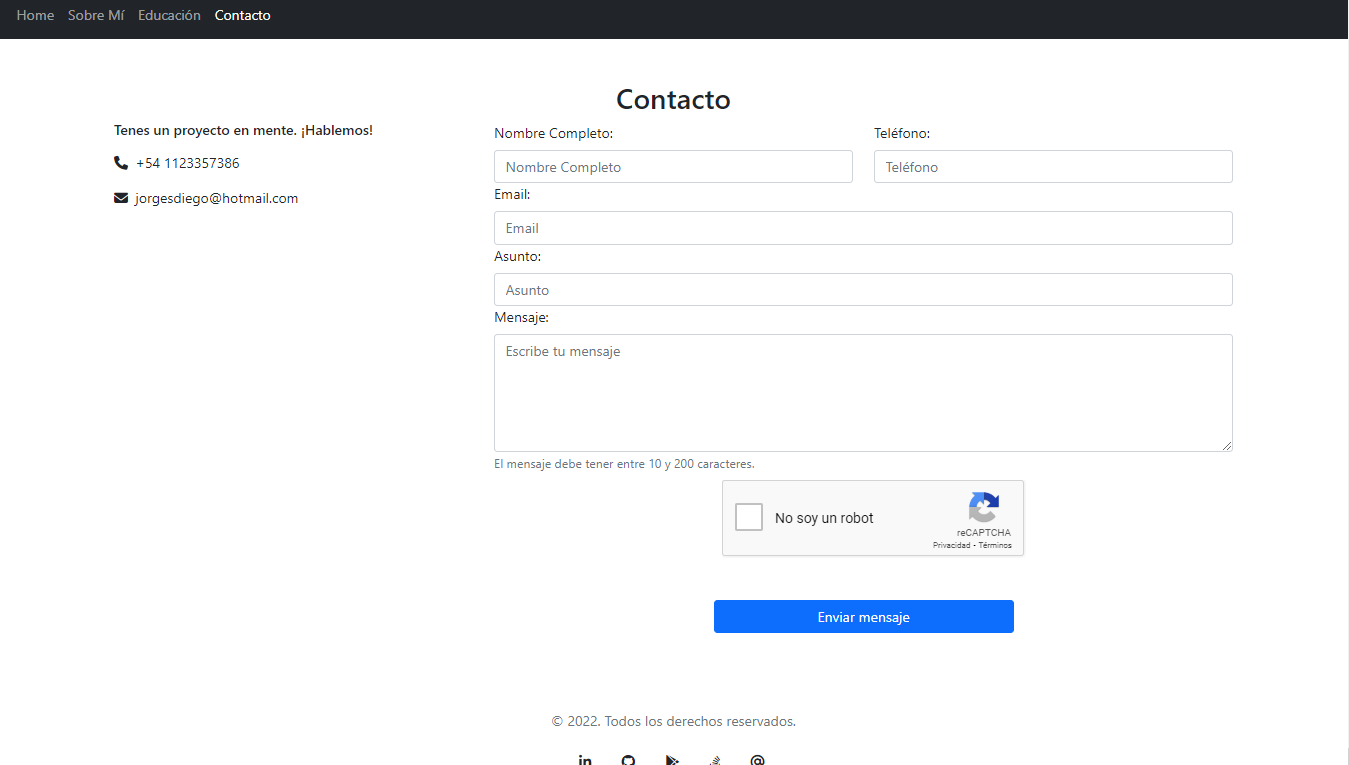 Home Sobre Mí Educación Contacto
Contacto
Tenes un proyecto en mente. ¡Hablemos!
+54 1123357386
jorgesdiego@hotmail.com
Nombre Completo: Teléfono:
Nombre Completo Teléfono
Email:
Email
Asunto:
Asunto
Mensaje:
Escribe tu mensaje
El mensaje debe tener entre 10 y 200 caracteres.
No soy un robot
reCAPTCHA
Privacidad - Términos
Enviar mensaje
© 2022. Todos los derechos reservados.